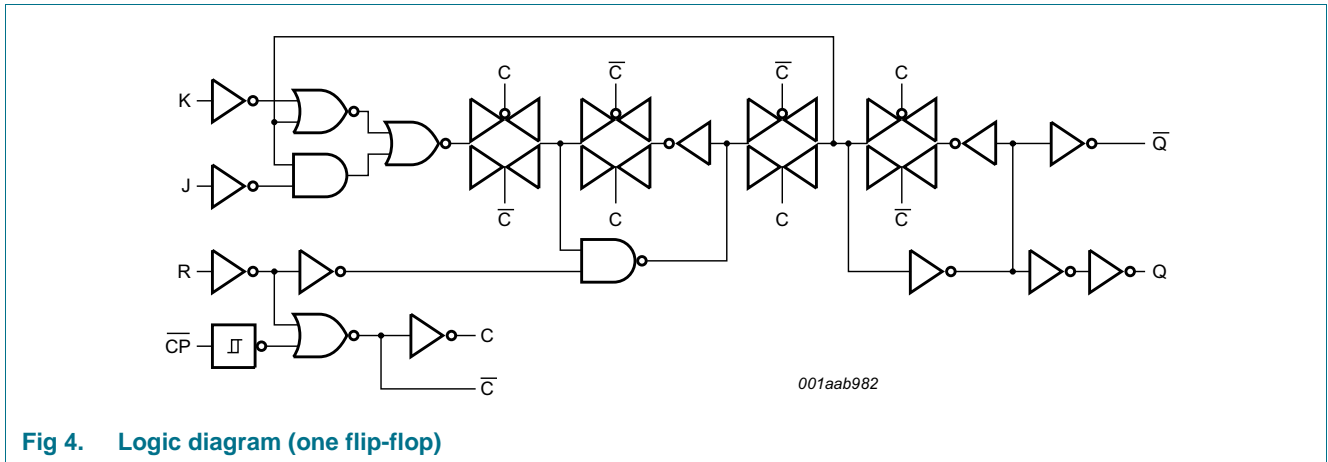 C C̅ C̅ C
K
Q̅
J
C̅ C C C̅
R
Q
C̅P̅
C
C̅
001aab982
Fig 4. Logic diagram (one flip-flop)